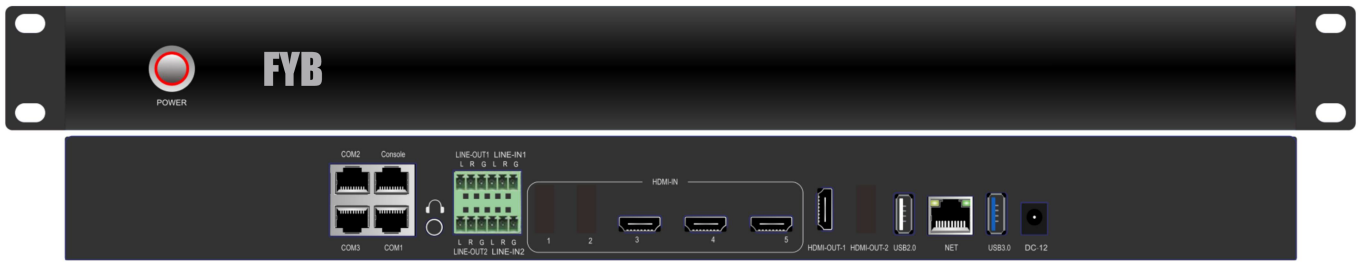 FYB
POWER
COM2 Console
LINE-OUT1 LINE-IN1
L R G L R G
HDMI-IN
1 2 3 4 5
L R G L R G
COM3 COM1
LINE-OUT2 LINE-IN2
HDMI-OUT-1 HDMI-OUT-2 USB2.0 NET USB3.0 DC-12